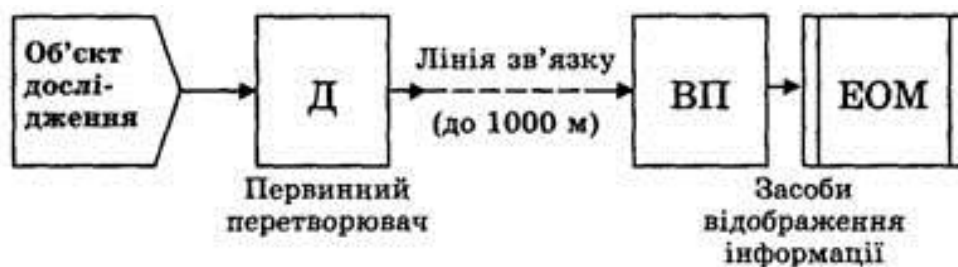 Об’єкт
дослі-
дження
Д
Лінія зв’язку
(до 1000 м)
ВП
ЕОМ
Первинний
перетворювач
Засоби
відображення
інформації